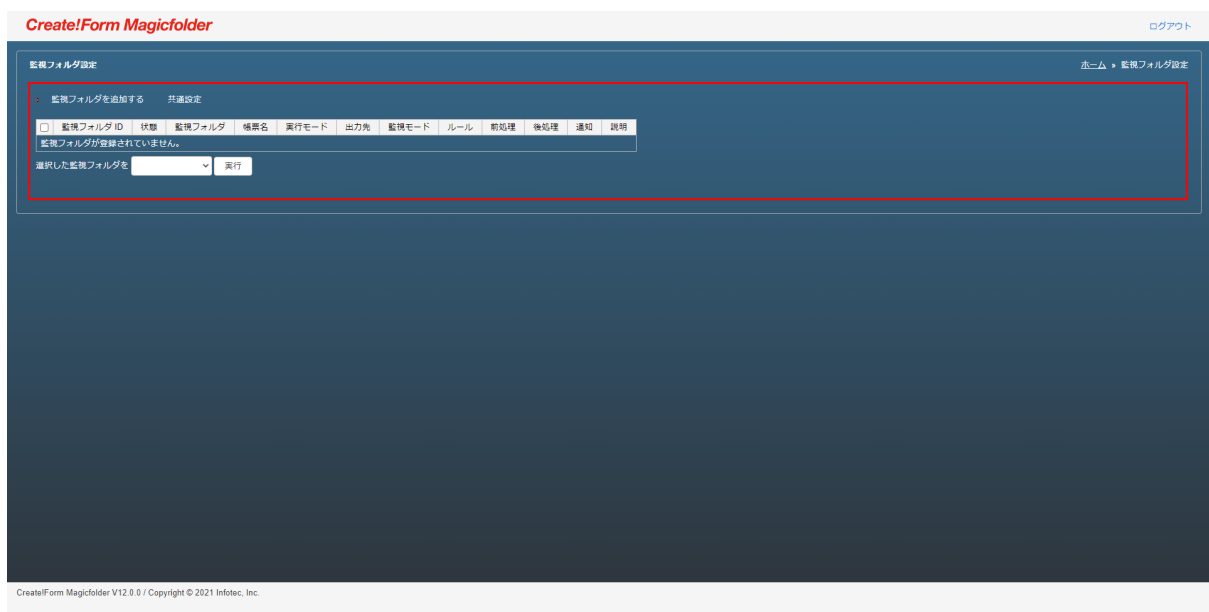 Create!Form Magicfolder
ログアウト
監視フォルダ設定
ホーム » 監視フォルダ設定
監視フォルダを追加する 共通設定
監視フォルダ ID 状態 監視フォルダ 帳票名 実行モード 出力先 監視モード ルール 前処理 後処理 通知 説明
監視フォルダが登録されていません。
選択した監視フォルダを 実行
Create!Form Magicfolder V12.0.0 / Copyright © 2021 Infotec, Inc.